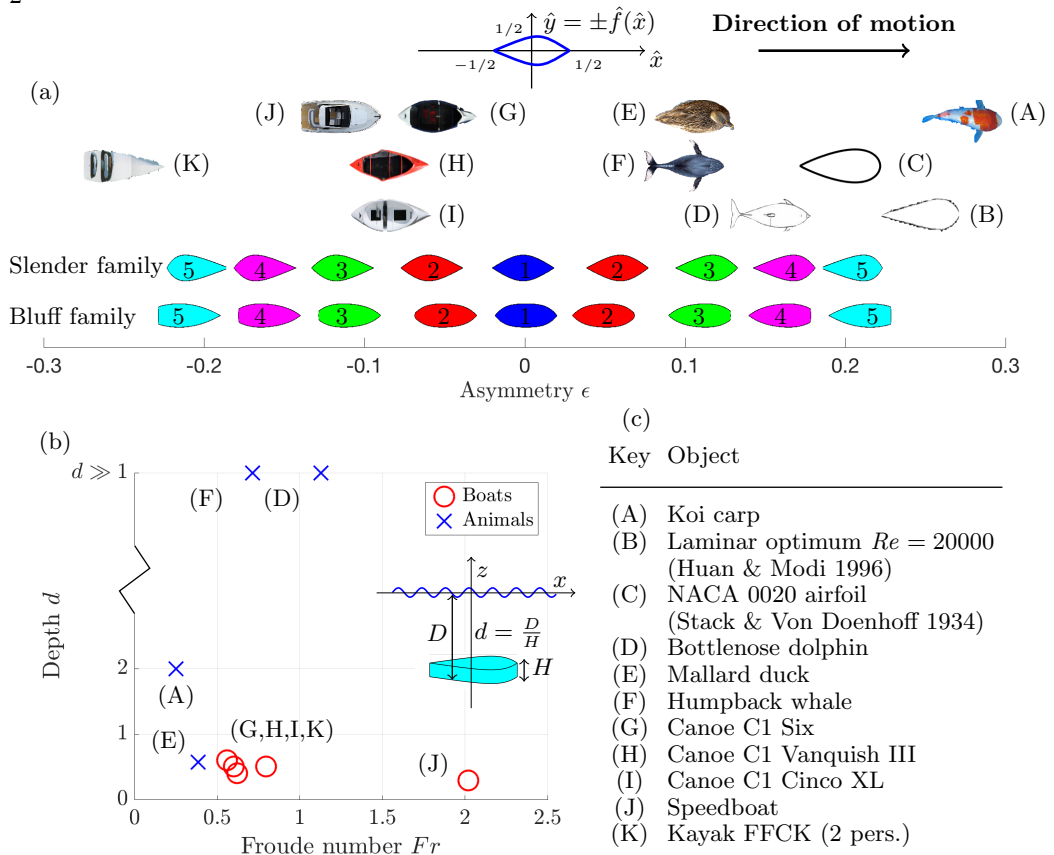 2
1/2
ŷ = ±f̂(x̂)
Direction of motion
−1/2
1/2
x̂
(a)
(J)
(G)
(E)
(A)
(K)
(H)
(F)
(C)
(I)
(D)
(B)
Slender family
5 4 3 2 1 2 3 4 5
Bluff family
5 4 3 2 1 2 3 4 5
-0.3 -0.2 -0.1 0 0.1 0.2 0.3
Asymmetry ϵ
(b)
d ≫ 1
(F)
(D)
Boats
Animals
z
x
D
d = D/H
H
2
(A)
1
(E)
(G,H,I,K)
(J)
0
Depth d
0 0.5 1 1.5 2 2.5
Froude number Fr
(c)
Key Object
(A) Koi carp
(B) Laminar optimum Re = 20000
(Huan & Modi 1996)
(C) NACA 0020 airfoil
(Stack & Von Doenhoff 1934)
(D) Bottlenose dolphin
(E) Mallard duck
(F) Humpback whale
(G) Canoe C1 Six
(H) Canoe C1 Vanquish III
(I) Canoe C1 Cinco XL
(J) Speedboat
(K) Kayak FFCK (2 pers.)